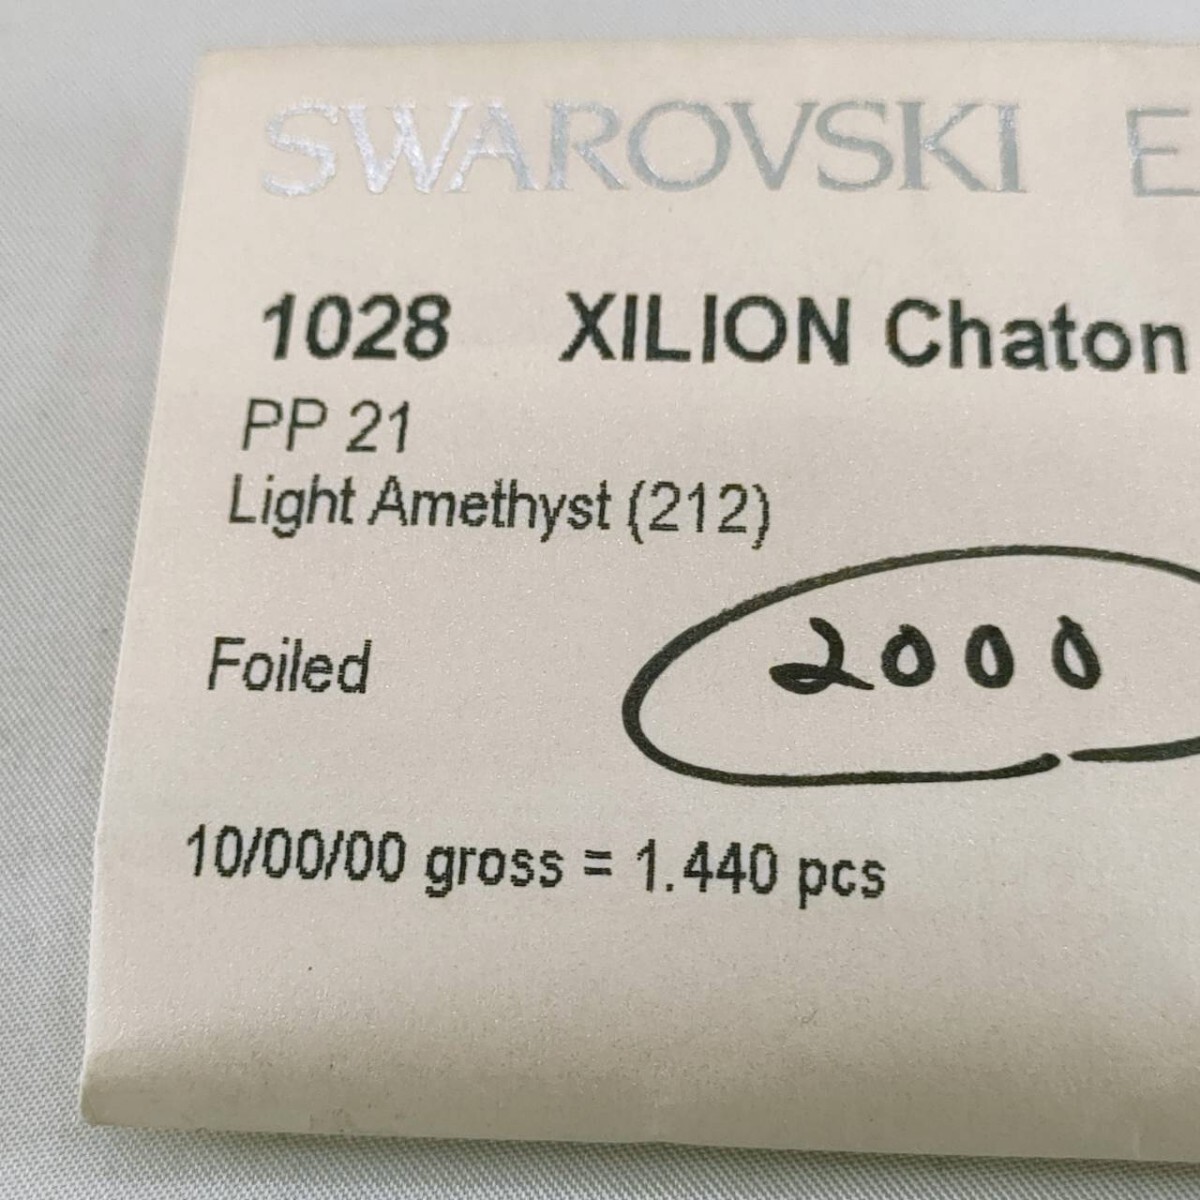 SWAROVSKI E
1028 XILION Chaton
PP 21
Light Amethyst (212)
Foiled
2000
10/00/00 gross = 1.440 pcs